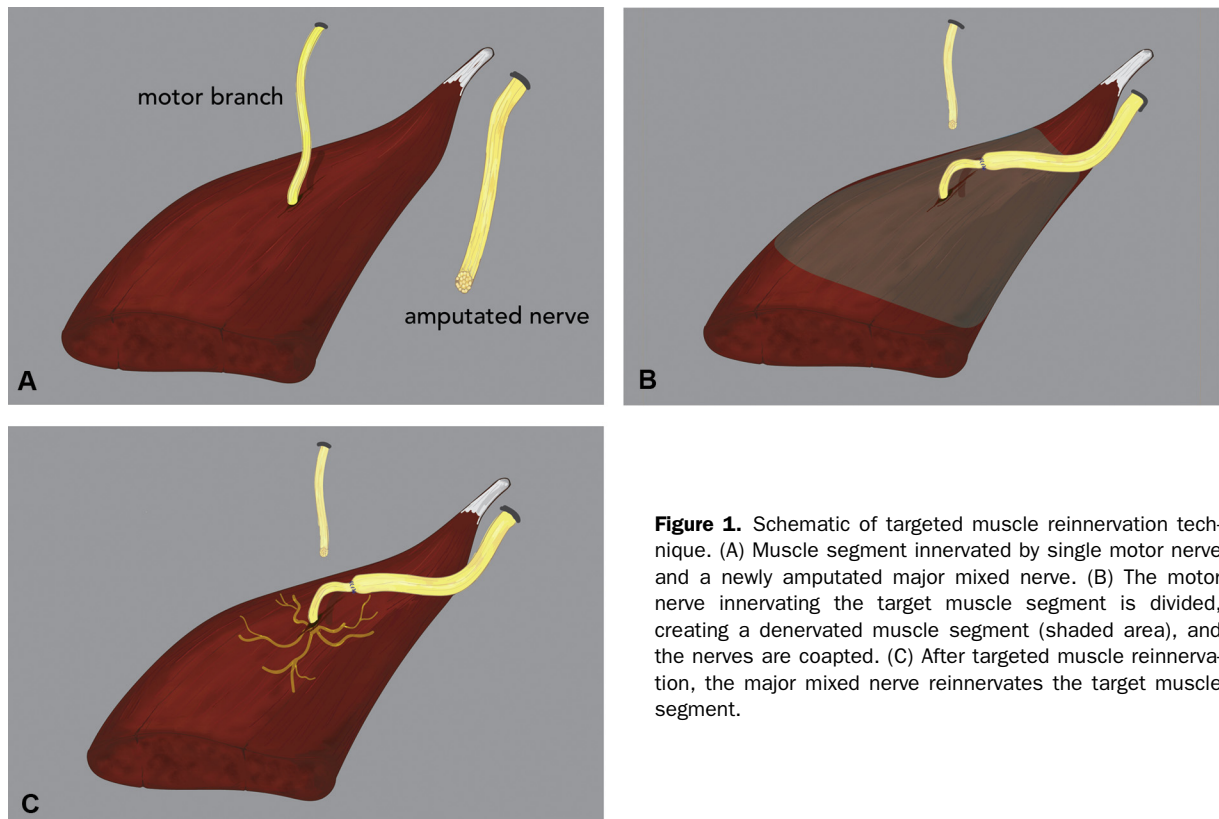 motor branch
amputated nerve
A
B
C
Figure 1. Schematic of targeted muscle reinnervation tech-
nique. (A) Muscle segment innervated by single motor nerve
and a newly amputated major mixed nerve. (B) The motor
nerve innervating the target muscle segment is divided,
creating a denervated muscle segment (shaded area), and
the nerves are coapted. (C) After targeted muscle reinnerva-
tion, the major mixed nerve reinnervates the target muscle
segment.